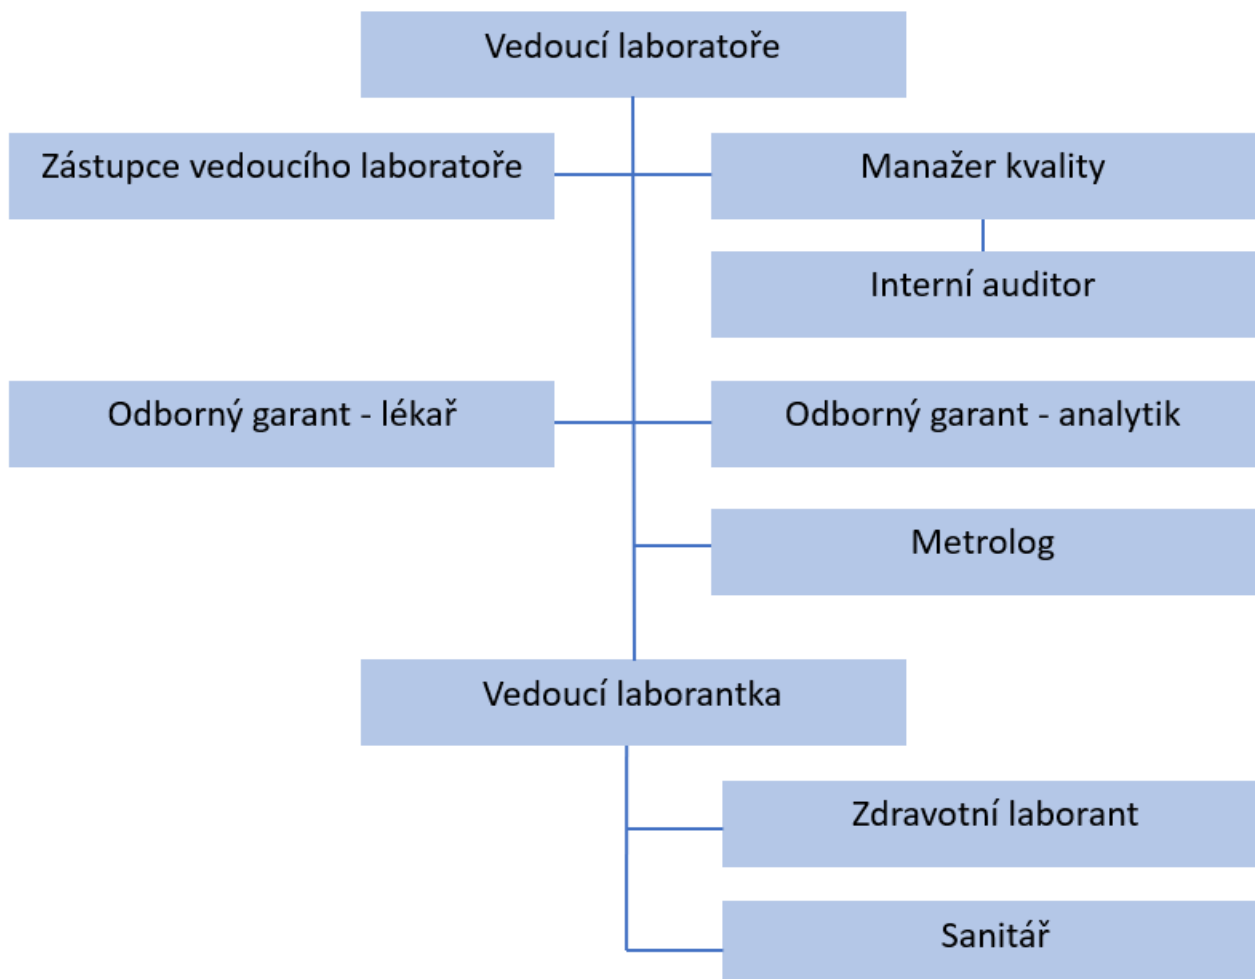 Vedoucí laboratoře
Zástupce vedoucího laboratoře
Manažer kvality
Interní auditor
Odborný garant - lékař
Odborný garant - analytik
Metrolog
Vedoucí laborantka
Zdravotní laborant
Sanitář